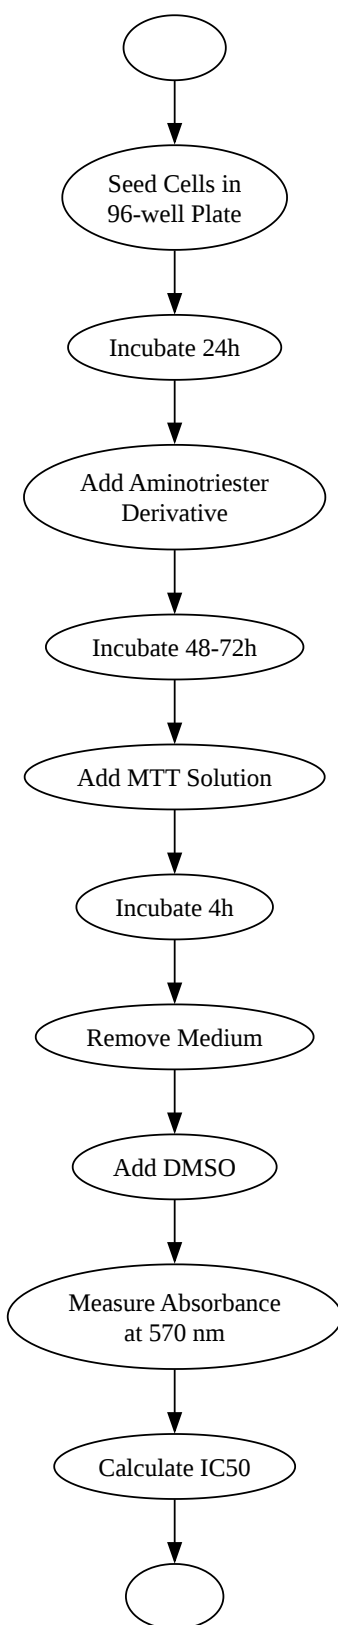 Seed Cells in
96-well Plate
Incubate 24h
Add Aminotriester
Derivative
Incubate 48-72h
Add MTT Solution
Incubate 4h
Remove Medium
Add DMSO
Measure Absorbance
at 570 nm
Calculate IC50